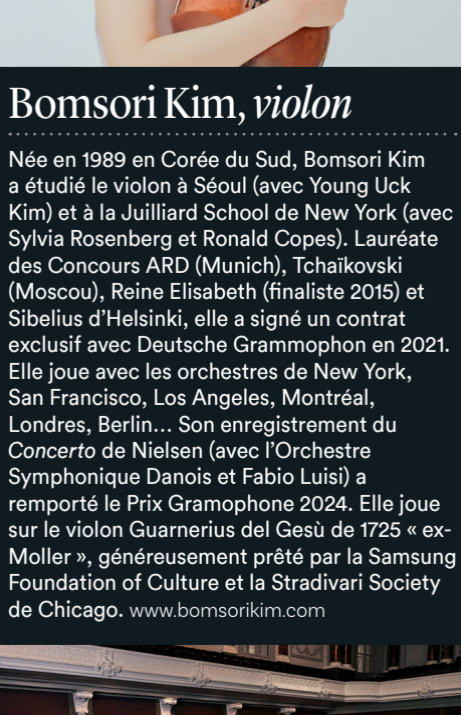 Bomsori Kim, violon
Née en 1989 en Corée du Sud, Bomsori Kim
a étudié le violon à Séoul (avec Young Uck
Kim) et à la Juilliard School de New York (avec
Sylvia Rosenberg et Ronald Copes). Lauréate
des Concours ARD (Munich), Tchaïkovski
(Moscou), Reine Elisabeth (finaliste 2015) et
Sibelius d’Helsinki, elle a signé un contrat
exclusif avec Deutsche Grammophon en 2021.
Elle joue avec les orchestres de New York,
San Francisco, Los Angeles, Montréal,
Londres, Berlin... Son enregistrement du
Concerto de Nielsen (avec l’Orchestre
Symphonique Danois et Fabio Luisi) a
remporté le Prix Gramophone 2024. Elle joue
sur le violon Guarnerius del Gesù de 1725 « ex-
Moller », généreusement prêté par la Samsung
Foundation of Culture et la Stradivari Society
de Chicago. www.bomsorikim.com